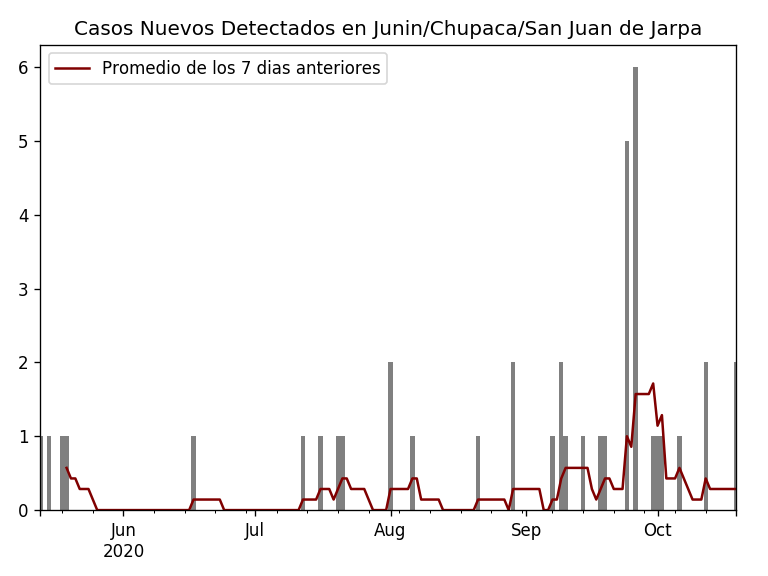 Casos Nuevos Detectados en Junin/Chupaca/San Juan de Jarpa
Promedio de los 7 dias anteriores
6
5
4
3
2
1
0
Jun
2020
Jul
Aug
Sep
Oct